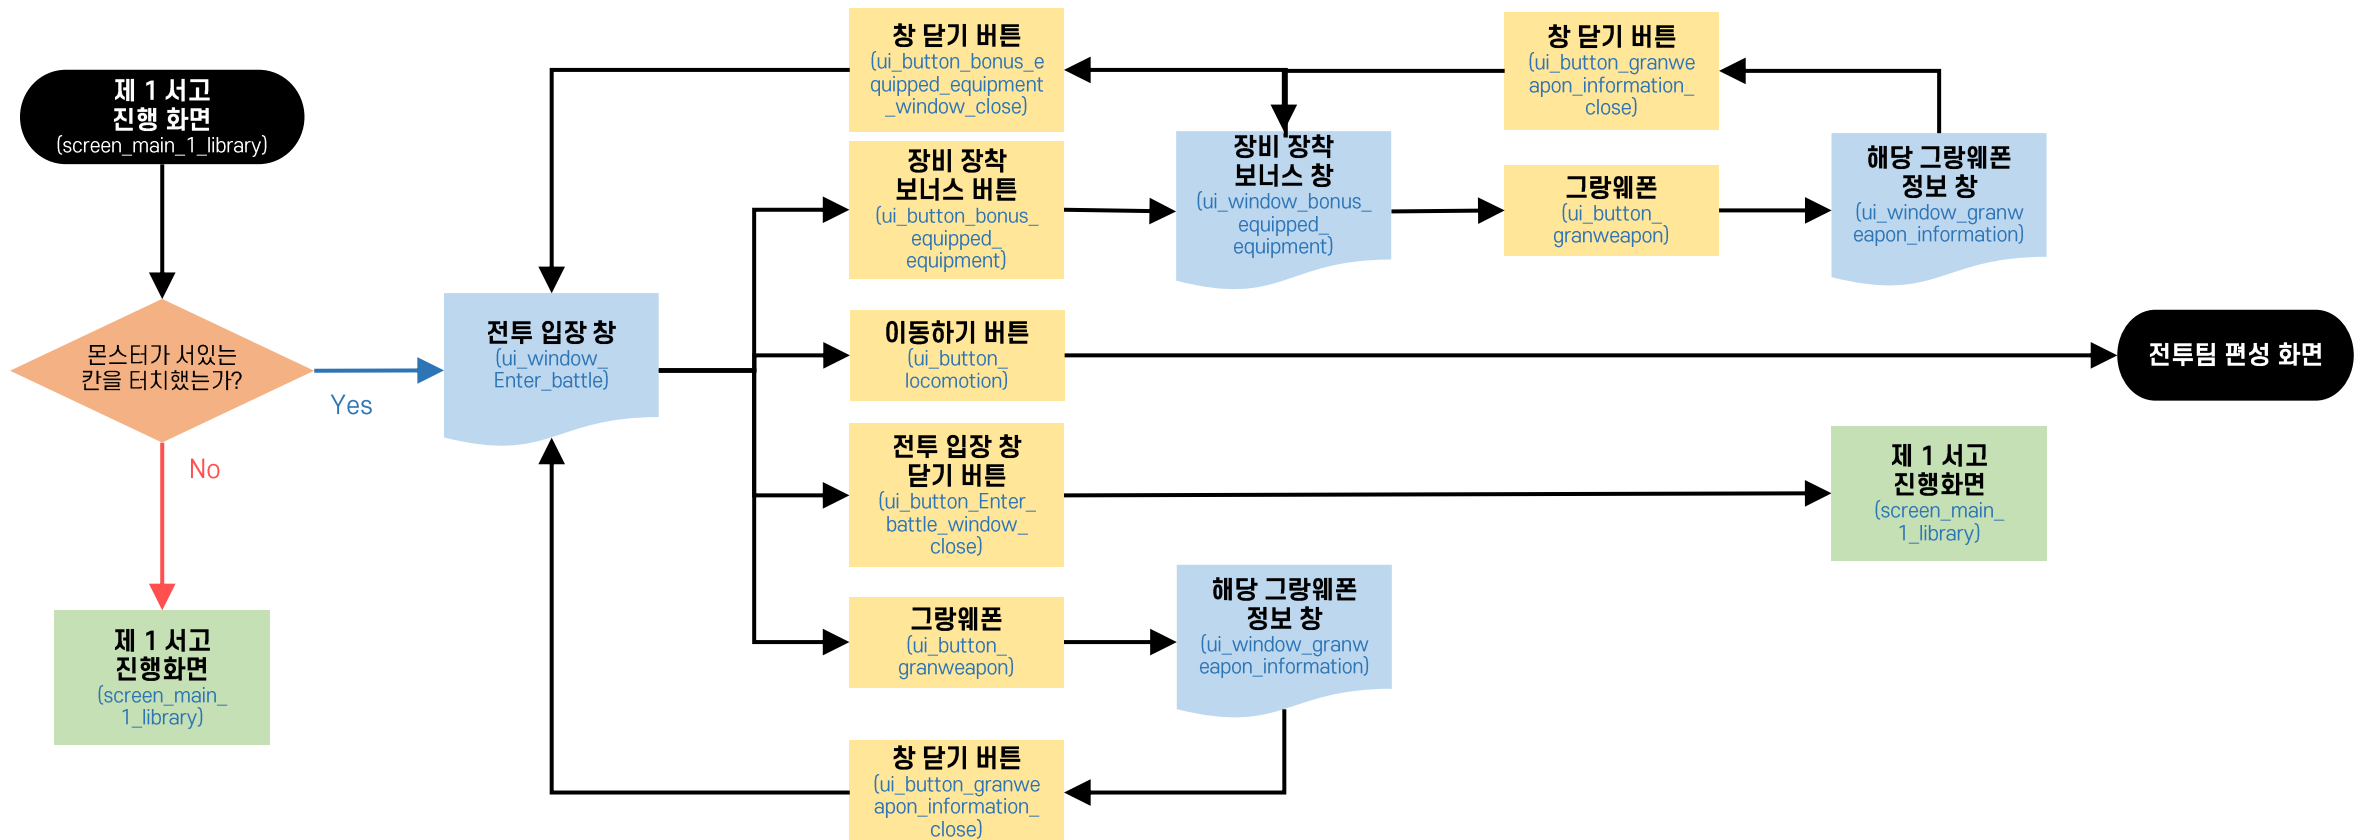 제 1 서고
진행 화면
(screen_main_1_library)
몬스터가 서있는
칸을 터치했는가?
Yes
No
제 1 서고
진행화면
(screen_main_
1_library)
전투 입장 창
(ui_window_
Enter_battle)
창 닫기 버튼
(ui_button_bonus_e
quipped_equipment
_window_close)
장비 장착
보너스 버튼
(ui_button_bonus_
equipped_
equipment)
장비 장착
보너스 창
(ui_window_bonus_
equipped_
equipment)
창 닫기 버튼
(ui_button_granwe
apon_information_
close)
그랑웨폰
(ui_button_
granweapon)
해당 그랑웨폰
정보 창
(ui_window_granw
eapon_information)
이동하기 버튼
(ui_button_
locomotion)
전투팀 편성 화면
전투 입장 창
닫기 버튼
(ui_button_Enter_
battle_window_
close)
제 1 서고
진행화면
(screen_main_
1_library)
그랑웨폰
(ui_button_
granweapon)
해당 그랑웨폰
정보 창
(ui_window_granw
eapon_information)
창 닫기 버튼
(ui_button_granwe
apon_information_
close)